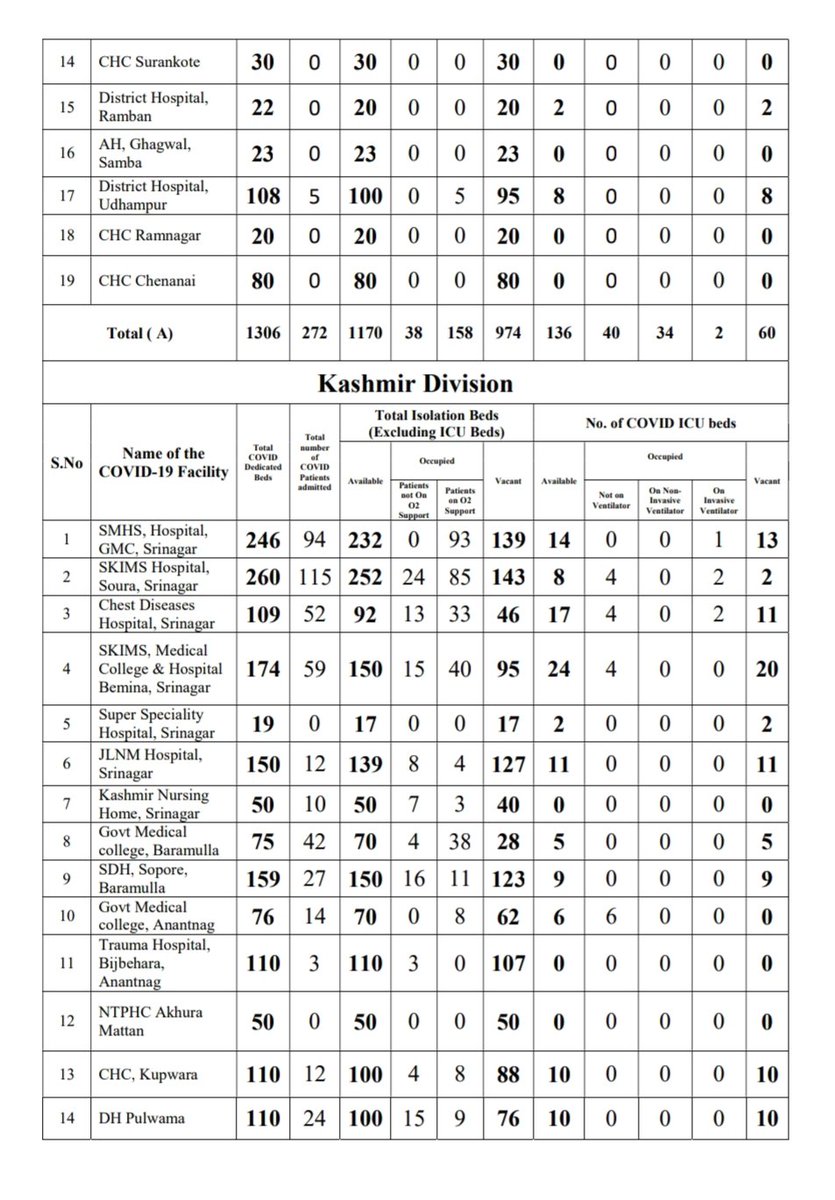 14 CHC Surankote 30 0 30 0 0 30 0 0 0 0 0
15 District Hospital, Ramban 22 0 20 0 0 20 2 0 0 0 2
16 AH, Ghagwal, Samba 23 0 23 0 0 23 0 0 0 0 0
17 District Hospital, Udhampur 108 5 100 0 5 95 8 0 0 0 8
18 CHC Ramnagar 20 0 20 0 0 20 0 0 0 0 0
19 CHC Chenanai 80 0 80 0 0 80 0 0 0 0 0
Total ( A) 1306 272 1170 38 158 974 136 40 34 2 60
Kashmir Division
S.No
Name of the COVID-19 Facility
Total COVID Dedicated Beds
Total number of COVID Patients admitted
Total Isolation Beds (Excluding ICU Beds)
Available
Occupied
Patients not On O2 Support
Patients on O2 Support
Vacant
No. of COVID ICU beds
Available
Occupied
Not on Ventilator
On Non-Invasive Ventilator
On Invasive Ventilator
Vacant
1 SMHS, Hospital, GMC, Srinagar 246 94 232 0 93 139 14 0 0 1 13
2 SKIMS Hospital, Soura, Srinagar 260 115 252 24 85 143 8 4 0 2 2
3 Chest Diseases Hospital, Srinagar 109 52 92 13 33 46 17 4 0 2 11
4 SKIMS, Medical College & Hospital Bemina, Srinagar 174 59 150 15 40 95 24 4 0 0 20
5 Super Speciality Hospital, Srinagar 19 0 17 0 0 17 2 0 0 0 2
6 JLNM Hospital, Srinagar 150 12 139 8 4 127 11 0 0 0 11
7 Kashmir Nursing Home, Srinagar 50 10 50 7 3 40 0 0 0 0 0
8 Govt Medical college, Baramulla 75 42 70 4 38 28 5 0 0 0 5
9 SDH, Sopore, Baramulla 159 27 150 16 11 123 9 0 0 0 9
10 Govt Medical college, Anantnag 76 14 70 0 8 62 6 6 0 0 0
11 Trauma Hospital, Bijbehara, Anantnag 110 3 110 3 0 107 0 0 0 0 0
12 NTPHC Akhura Mattan 50 0 50 0 0 50 0 0 0 0 0
13 CHC, Kupwara 110 12 100 4 8 88 10 0 0 0 10
14 DH Pulwama 110 24 100 15 9 76 10 0 0 0 10